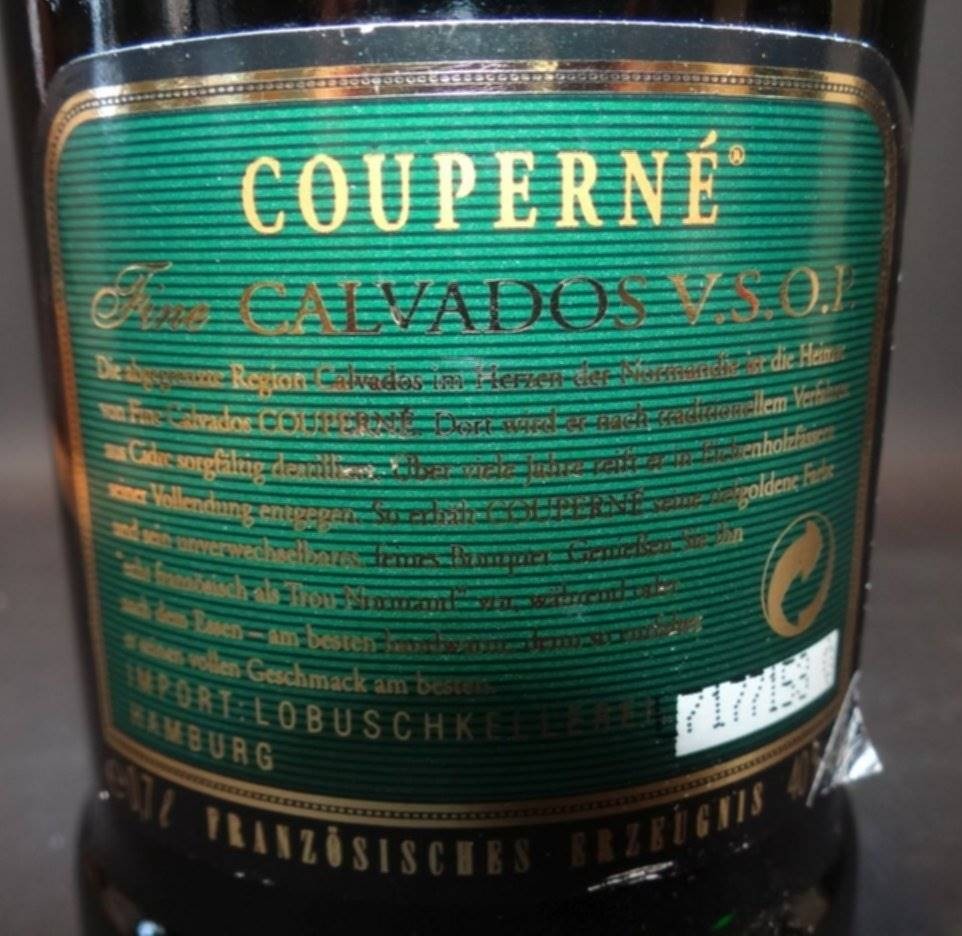 COUPERNÉ®
Fine CALVADOS V.S.O.P.
Die abgegrenzte Region Calvados im Herzen der Normandie ist die Heimat
von Fine Calvados COUPERNÉ. Dort wird er nach traditionellem Verfahren
aus Cidre sorgfältig destilliert. Über viele Jahre reift er in Eichenholzfässern
seiner Vollendung entgegen. So erhält COUPERNÉ seine tiefgoldene Farbe
und sein unverwechselbares, feines Bouquet. Genießen Sie ihn
"echt französisch als Trou Normand" vor, während oder
nach dem Essen – am besten handwarm, denn so entfaltet
er seinen vollen Geschmack am besten.
IMPORT: LOBUSCHKELLEREI
HAMBURG
e 0,7 ℓ FRANZÖSISCHES ERZEUGNIS